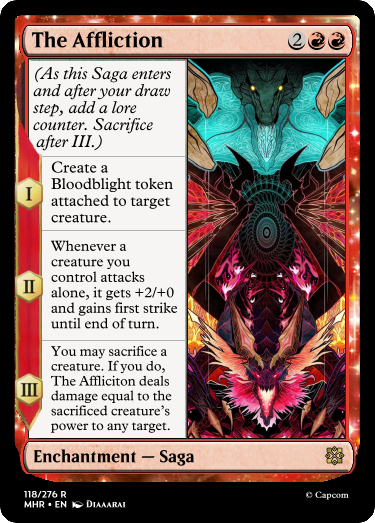 The Affliction 2
(As this Saga enters
and after your draw
step, add a lore
counter. Sacrifice
after III.)
I
Create a
Bloodblight token
attached to target
creature.
II
Whenever a
creature you
control attacks
alone, it gets +2/+0
and gains first strike
until end of turn.
III
You may sacrifice a
creature. If you do,
The Affliciton deals
damage equal to the
sacrificed creature's
power to any target.
Enchantment — Saga
118/276 R
MHR • EN DIAARAI
© Capcom